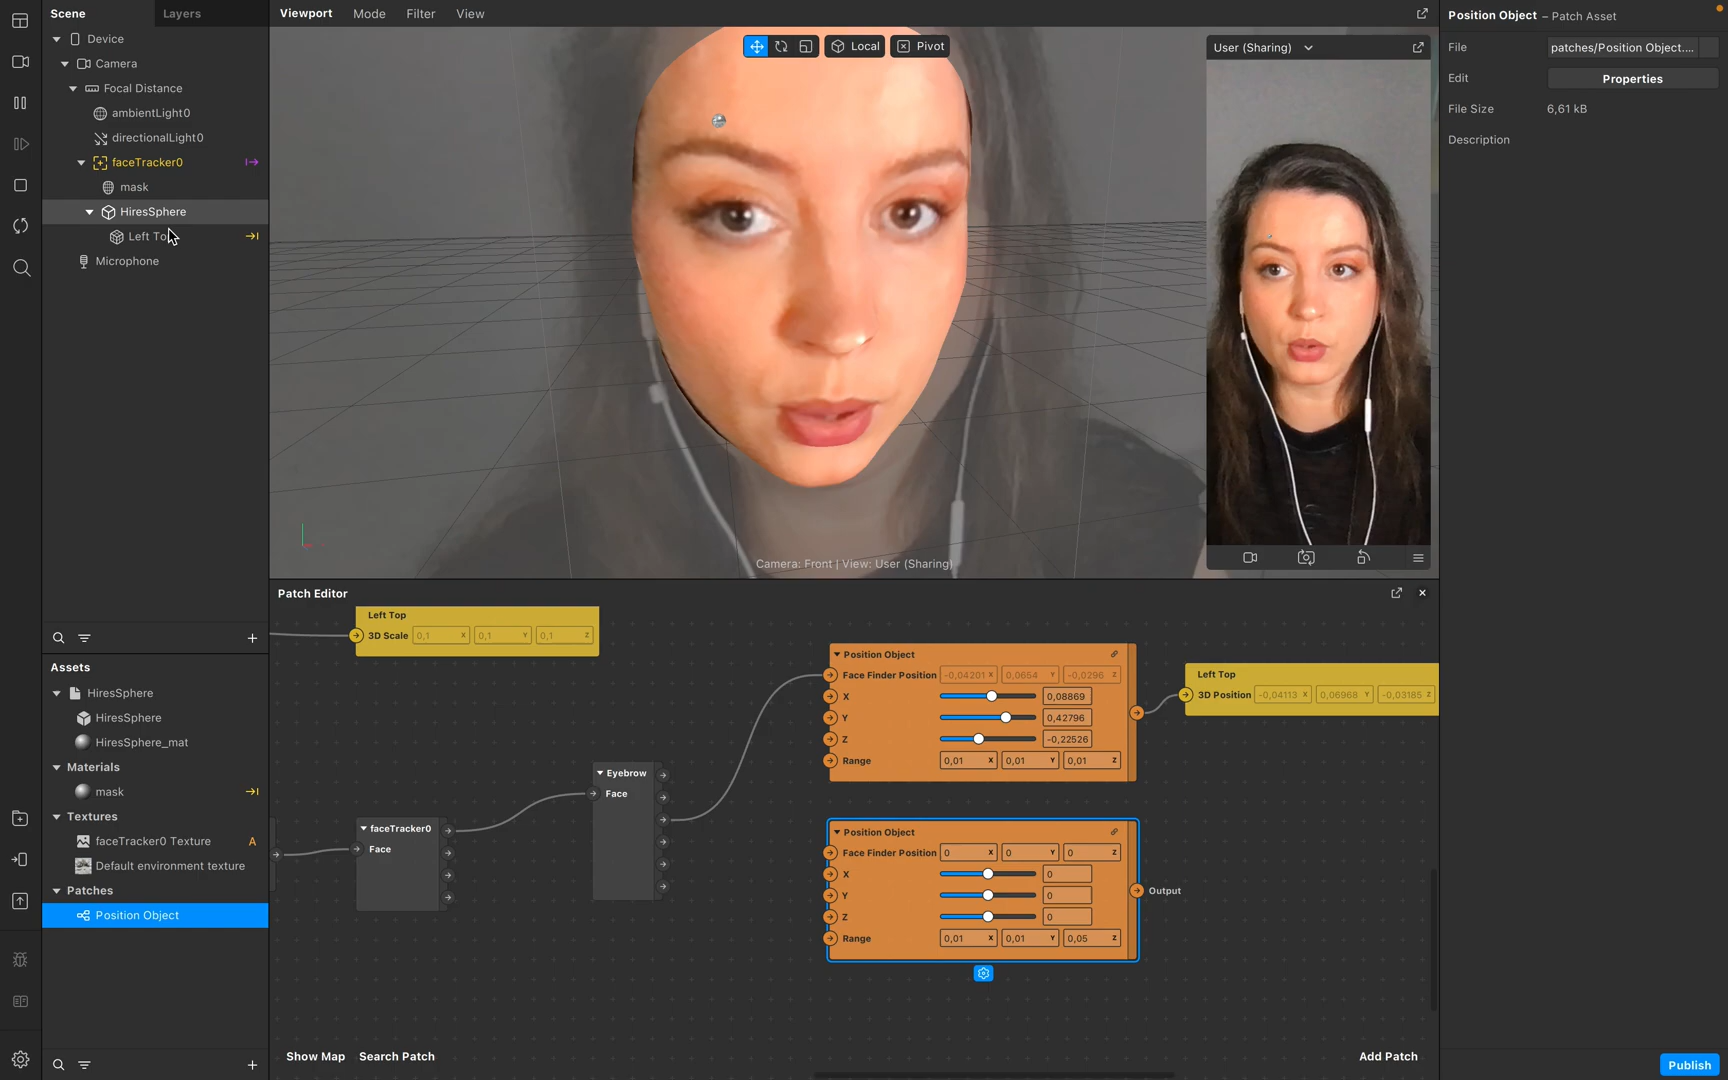 Scene
Layers
Device
Camera
Focal Distance
ambientLight0
directionalLight0
faceTracker0
mask
HiresSphere
Left To
Microphone
Assets
HiresSphere
HiresSphere
HiresSphere_mat
Materials
mask
Textures
faceTracker0 Texture A
Default environment texture
Patches
Position Object
Viewport Mode Filter View
Local Pivot
User (Sharing)
Camera: Front | View: User (Sharing)
Patch Editor
Left Top
3D Scale 0,1 X 0,1 Y 0,1 Z
faceTracker0
Face
Eyebrow
Face
Position Object
Face Finder Position -0,04201 X 0,0654 Y -0,0296 Z
X 0,08869
Y 0,42796
Z -0,22526
Range 0,01 X 0,01 Y 0,01 Z
Left Top
3D Position -0,04113 X 0,06968 Y -0,03185 Z
Position Object
Face Finder Position 0 X 0 Y 0 Z
X 0
Y 0
Z 0
Range 0,01 X 0,01 Y 0,05 Z
Output
Show Map Search Patch
Add Patch
Position Object – Patch Asset
File patches/Position Object....
Edit Properties
File Size 6,61 kB
Description
Publish